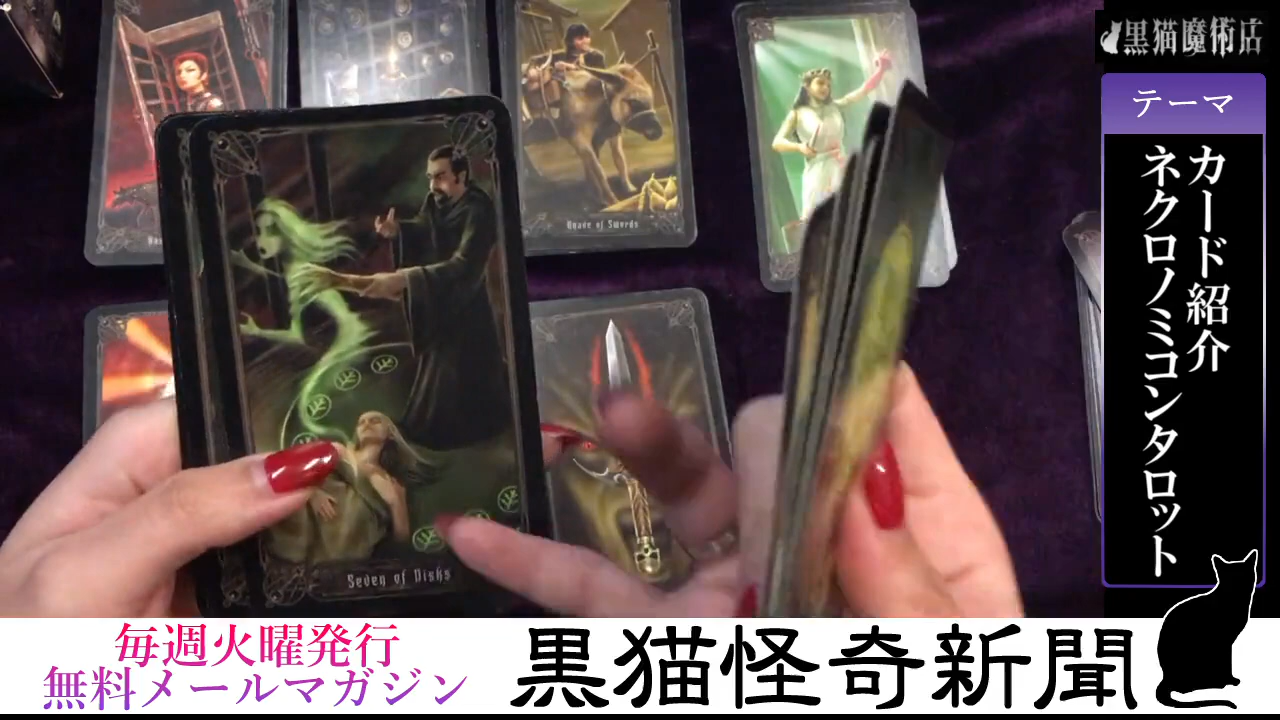 黒猫魔術店
テーマ
カード紹介
ネクロノミコンタロット
Knave of Swords
Seven of Disks
毎週火曜発行
無料メールマガジン
黒猫怪奇新聞